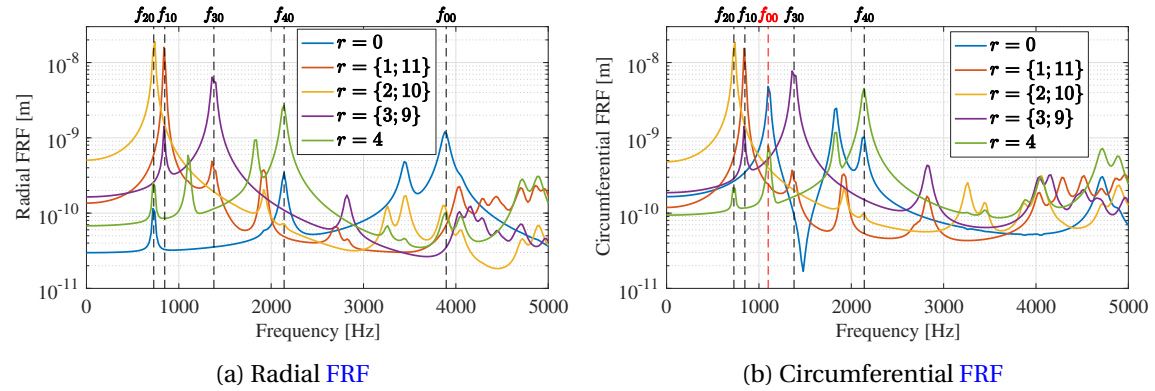 f20 f10 f30 f40 f00
10^-8
10^-9
10^-10
10^-11
Radial FRF [m]
r = 0
r = {1; 11}
r = {2; 10}
r = {3; 9}
r = 4
0 1000 2000 3000 4000 5000
Frequency [Hz]
(a) Radial FRF
f20 f10 f00 f30 f40
10^-8
10^-9
10^-10
10^-11
Circumferential FRF [m]
r = 0
r = {1; 11}
r = {2; 10}
r = {3; 9}
r = 4
0 1000 2000 3000 4000 5000
Frequency [Hz]
(b) Circumferential FRF